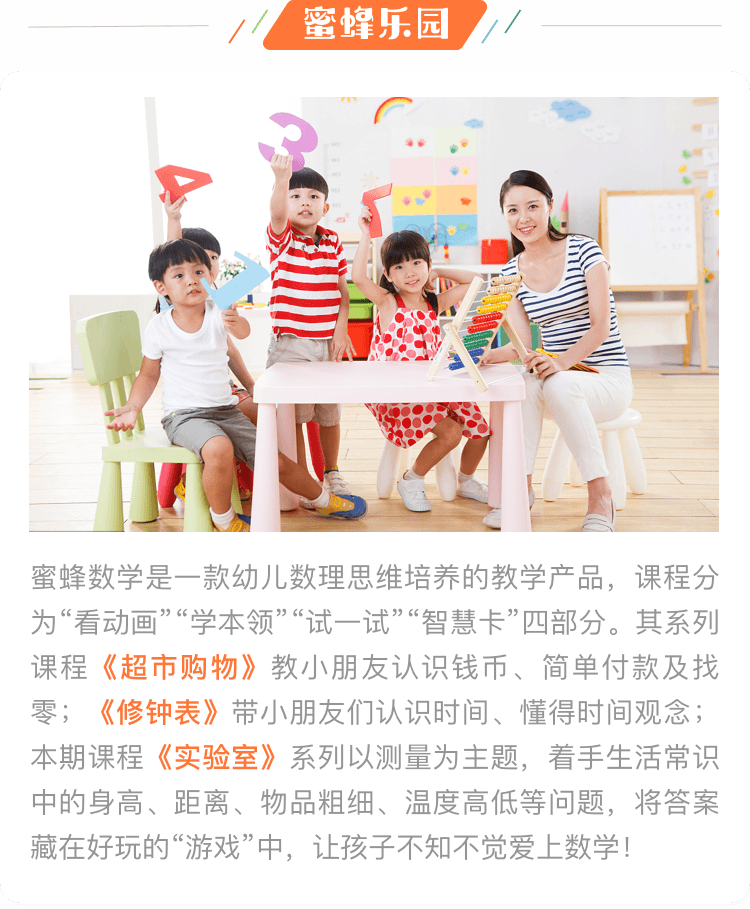 蜜蜂乐园
4
3
7
7
蜜蜂数学是一款幼儿数理思维培养的教学产品，课程分
为“看动画”“学本领”“试一试”“智慧卡”四部分。其系列
课程《超市购物》教小朋友认识钱币、简单付款及找
零；《修钟表》带小朋友们认识时间、懂得时间观念；
本期课程《实验室》系列以测量为主题，着手生活常识
中的身高、距离、物品粗细、温度高低等问题，将答案
藏在好玩的“游戏”中，让孩子不知不觉爱上数学！